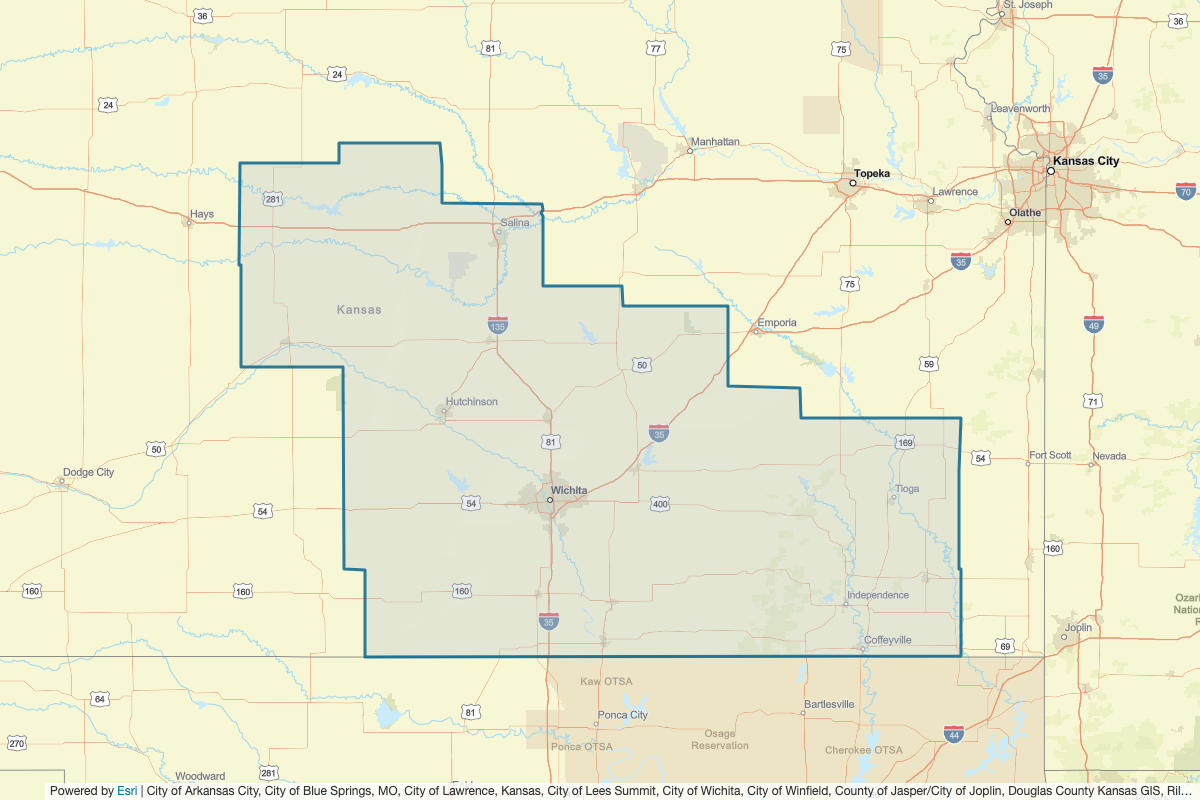 St. Joseph
36
36
81
77
75
24
35
24
Leavenworth
Manhattan
Kansas City
Topeka
70
Lawrence
281
Hays
Olathe
Salina
35
75
Kansas
135
Emporia
49
50
59
Hutchinson
71
81
35
169
50
54
Fort Scott
Nevada
Dodge City
Wichita
Tioga
54
400
54
160
160
160
160
Independence
35
Joplin
Coffeyville
69
Kaw OTSA
64
Bartlesville
81
Ponca City
44
270
Osage
Reservation
Ponca OTSA
Cherokee OTSA
281
Woodward
Powered by Esri | City of Arkansas City, City of Blue Springs, MO, City of Lawrence, Kansas, City of Lees Summit, City of Wichita, City of Winfield, County of Jasper/City of Joplin, Douglas County Kansas GIS, Ril...